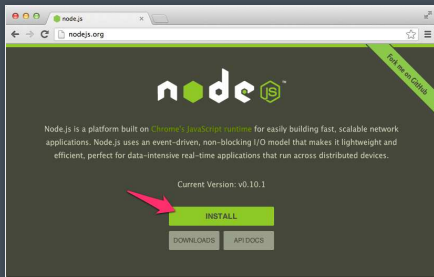 node.js
nodejs.org
Fork me on GitHub
node JS ™
Node.js is a platform built on Chrome's JavaScript runtime for easily building fast, scalable network
applications. Node.js uses an event-driven, non-blocking I/O model that makes it lightweight and
efficient, perfect for data-intensive real-time applications that run across distributed devices.
Current Version: v0.10.1
INSTALL
DOWNLOADS
API DOCS